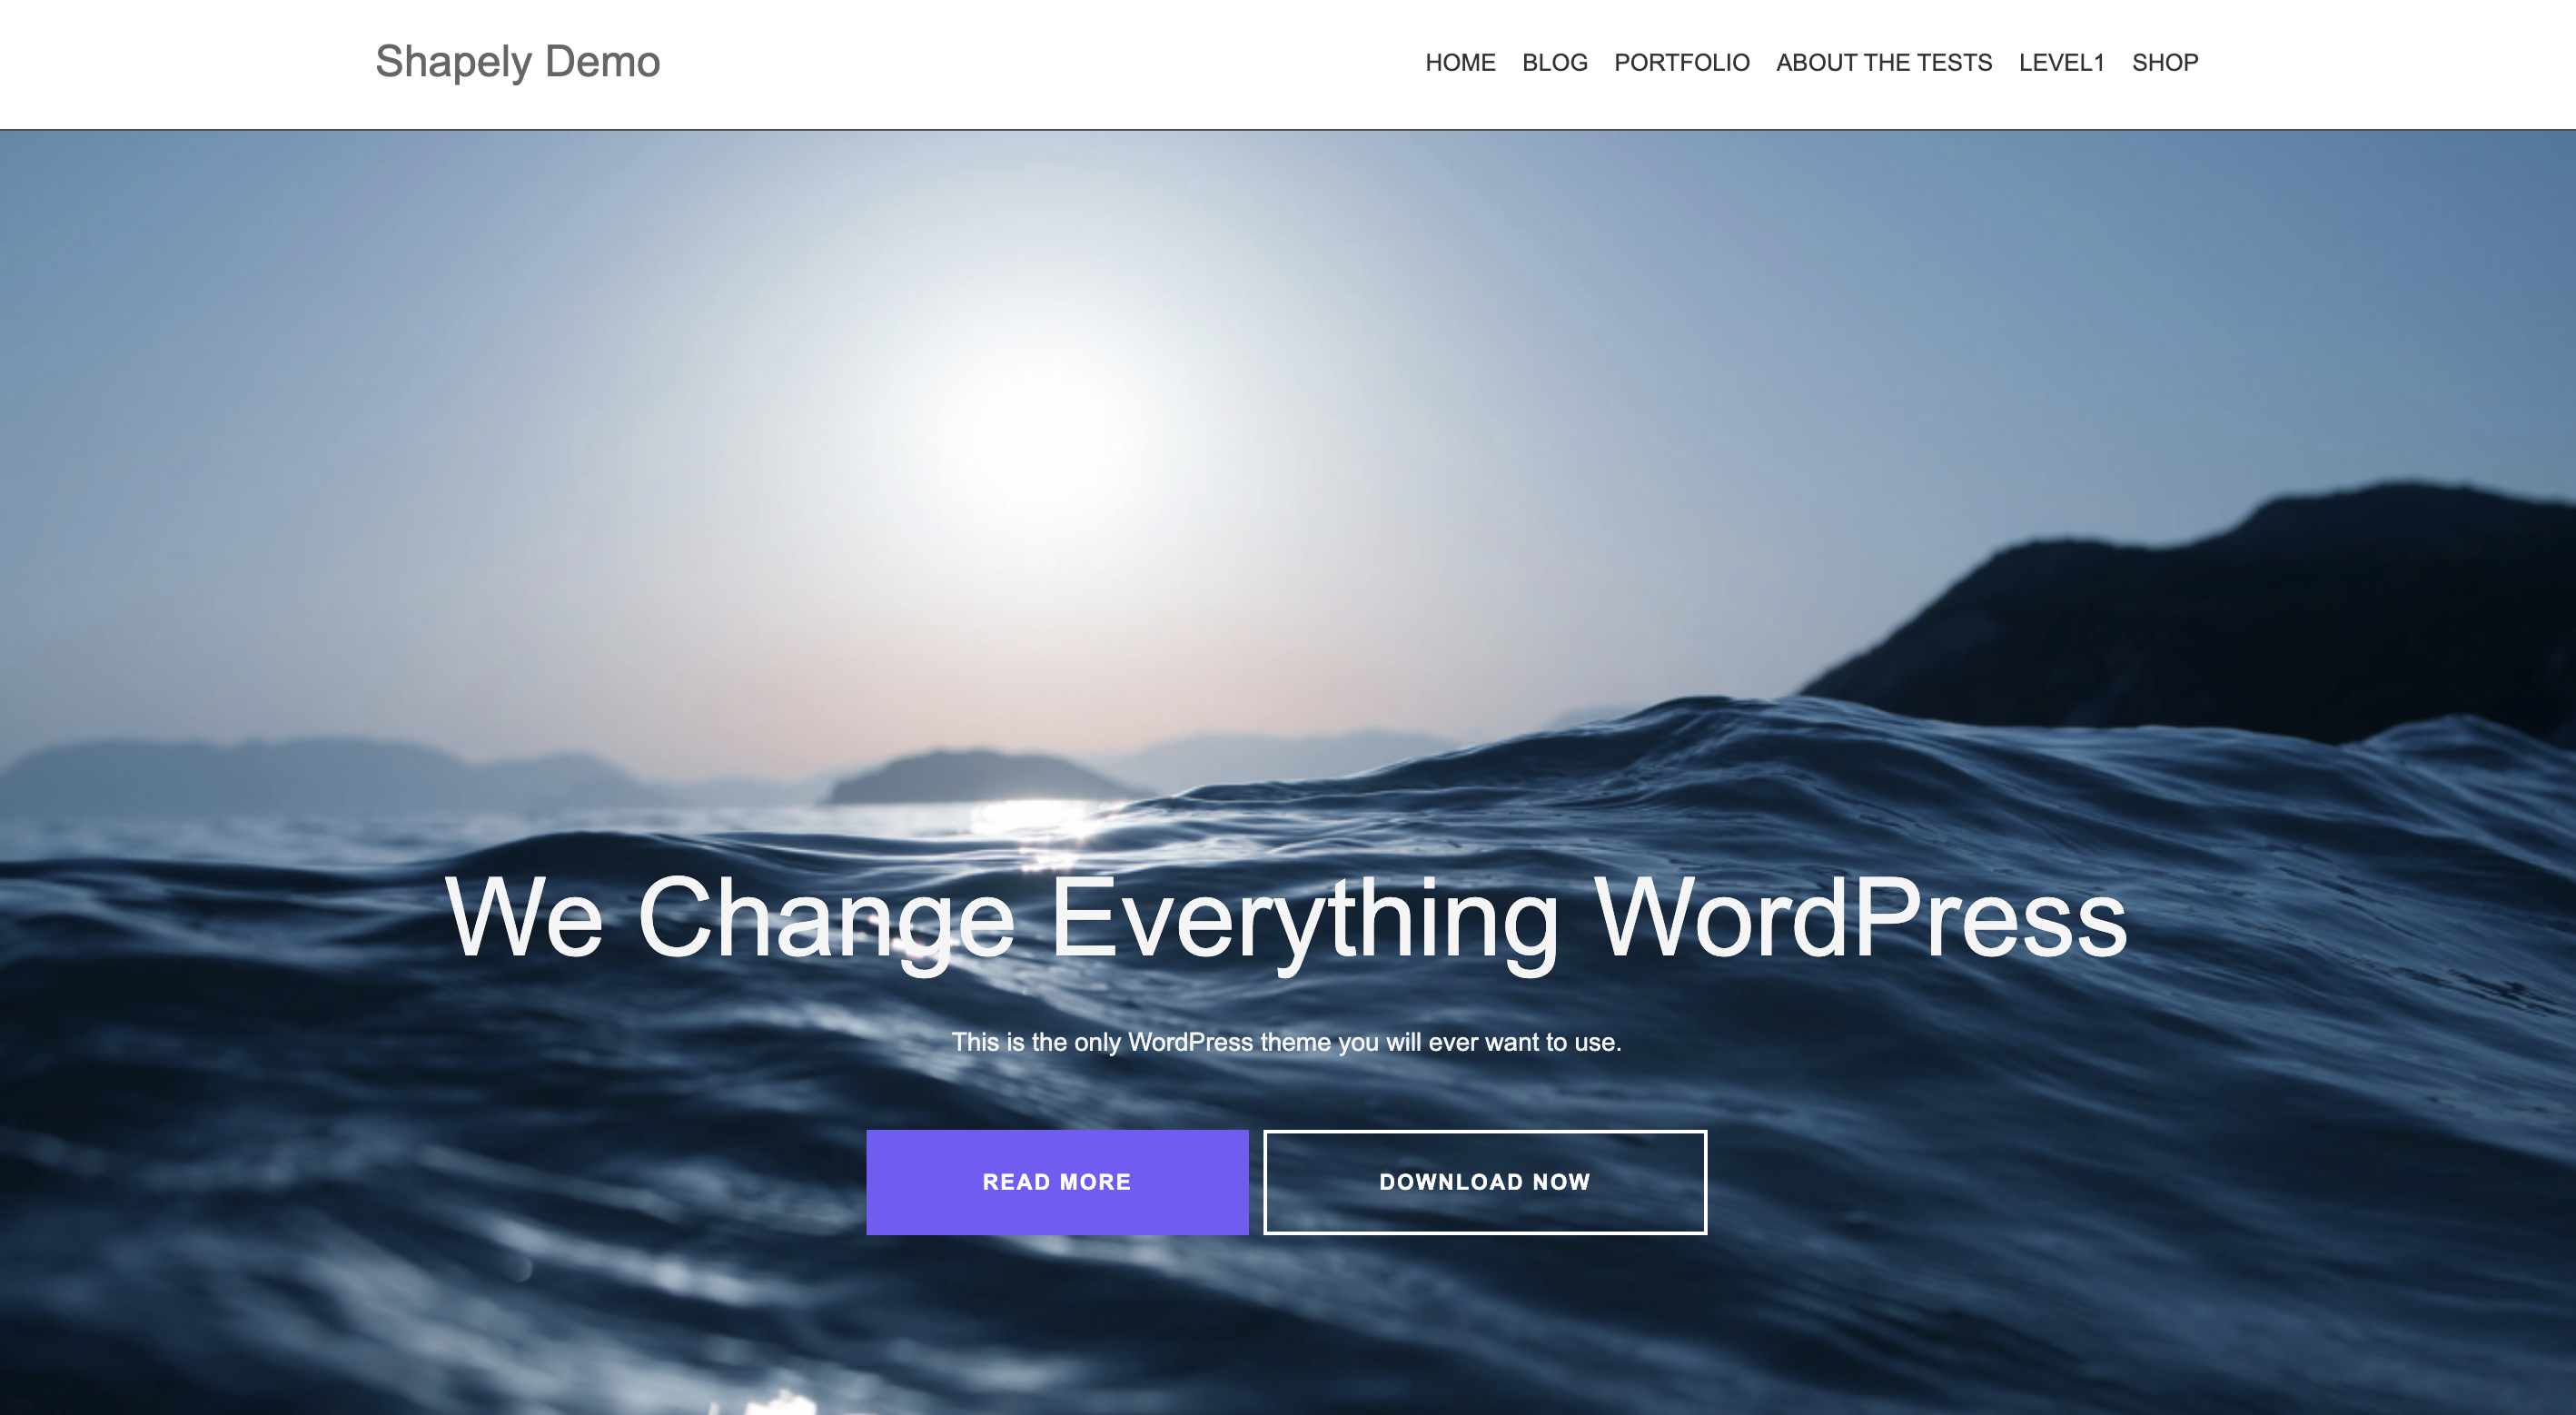 Shapely Demo
HOME BLOG PORTFOLIO ABOUT THE TESTS LEVEL1 SHOP
We Change Everything WordPress
This is the only WordPress theme you will ever want to use.
READ MORE DOWNLOAD NOW